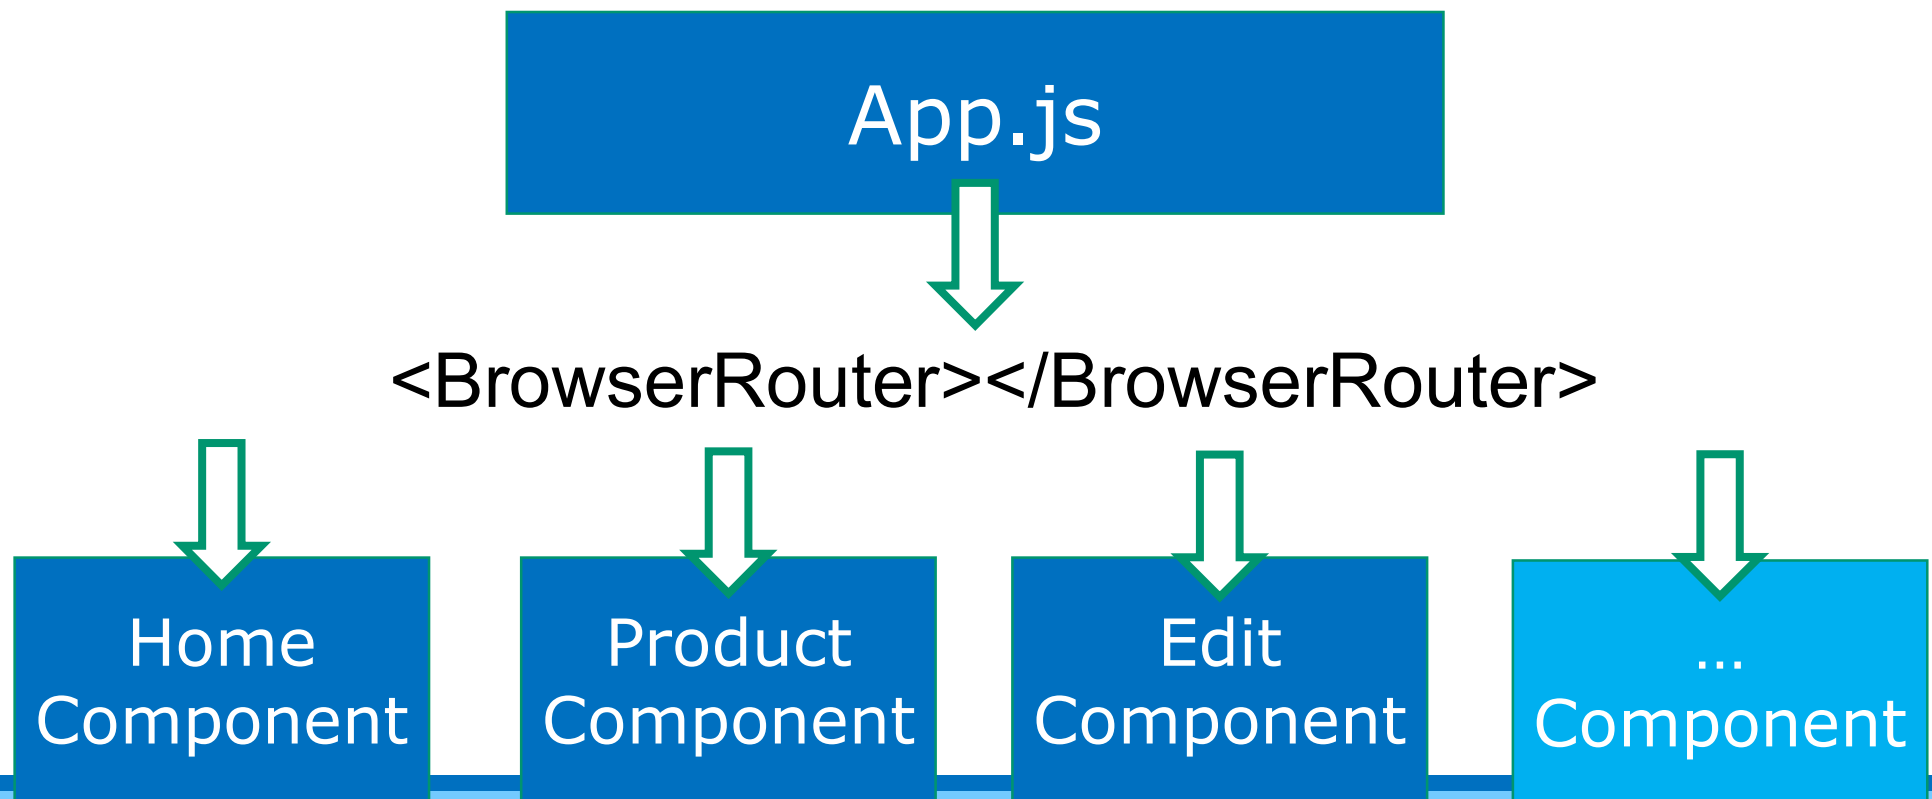 App.js
<BrowserRouter></BrowserRouter>
Home
Component
Product
Component
Edit
Component
...
Component